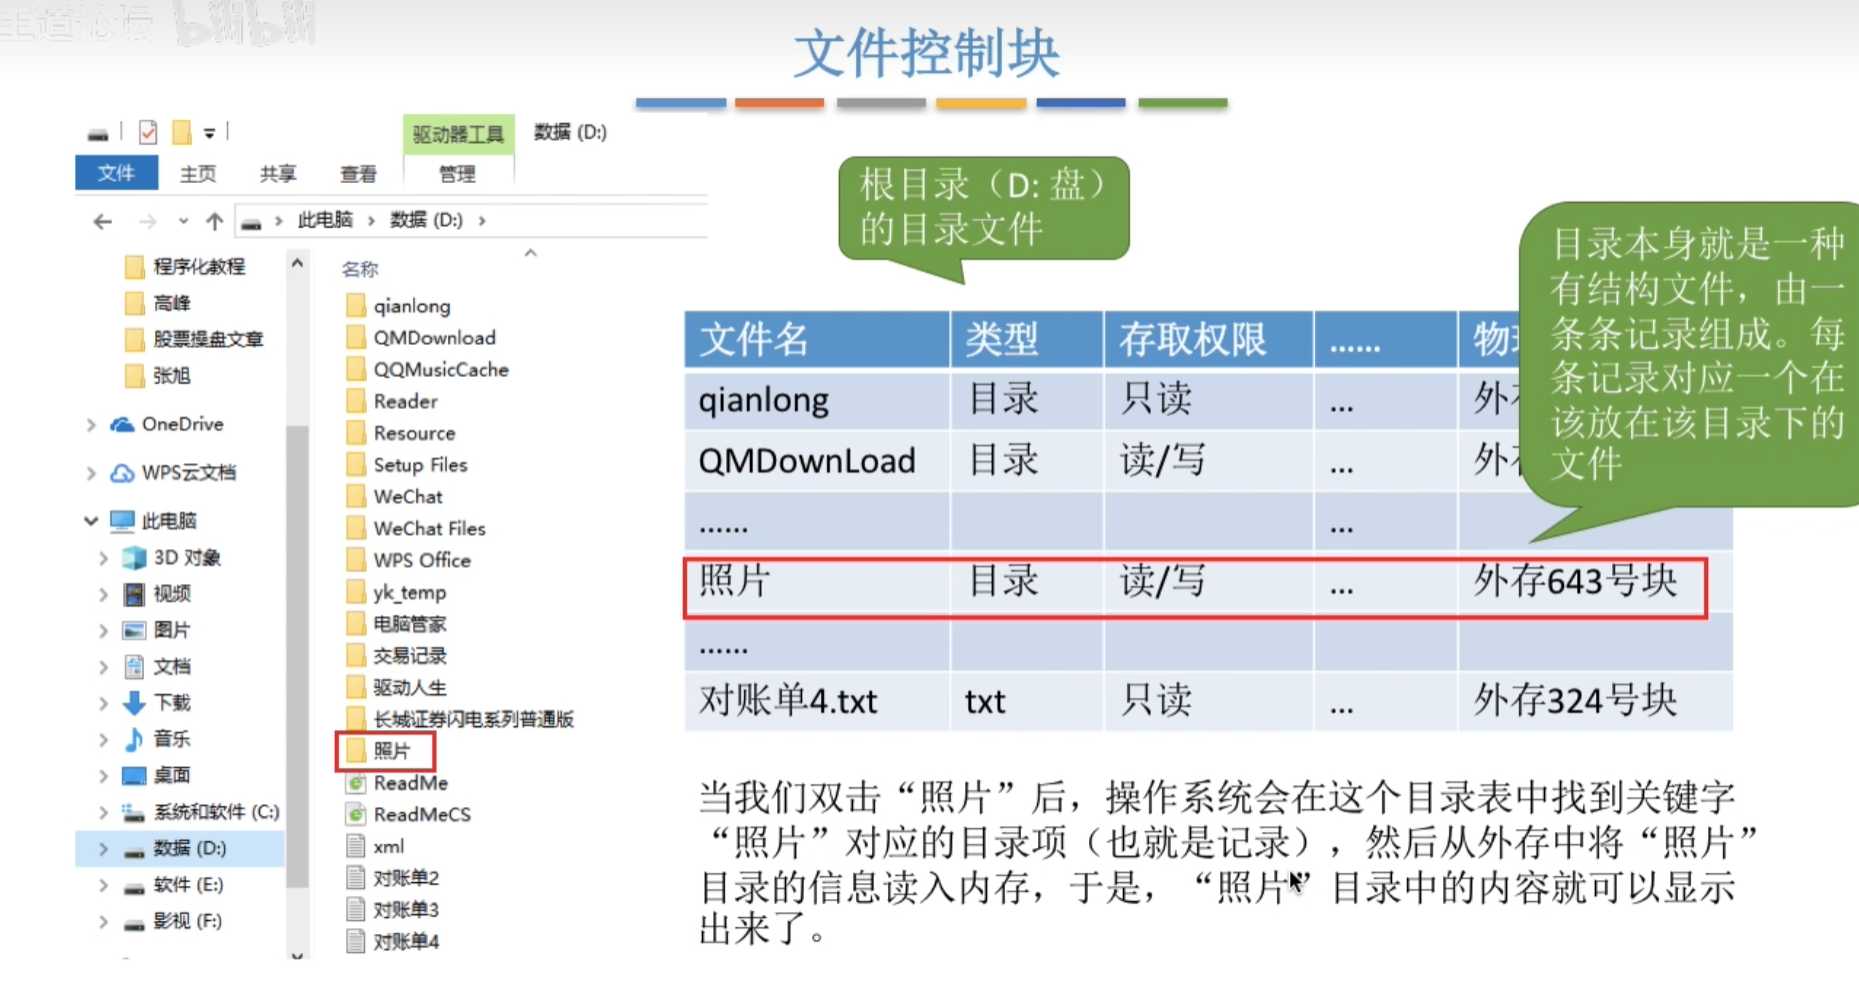 王道论坛 bilibili
文件控制块
驱动器工具 数据 (D:)
文件 主页 共享 查看 管理
此电脑 › 数据 (D:) ›
程序化教程
高峰
股票操盘文章
张旭
OneDrive
WPS云文档
此电脑
3D 对象
视频
图片
文档
下载
音乐
桌面
系统和软件 (C:)
数据 (D:)
软件 (E:)
影视 (F:)
名称
qianlong
QMDownload
QQMusicCache
Reader
Resource
Setup Files
WeChat
WeChat Files
WPS Office
yk_temp
电脑管家
交易记录
驱动人生
长城证券闪电系列普通版
照片
ReadMe
ReadMeCS
xml
对账单2
对账单3
对账单4
根目录（D: 盘）
的目录文件
目录本身就是一种
有结构文件，由一
条条记录组成。每
条记录对应一个在
该放在该目录下的
文件
文件名 类型 存取权限 …… 物
qianlong 目录 只读 … 外
QMDownLoad 目录 读/写 … 外
…… …
照片 目录 读/写 … 外存643号块
……
对账单4.txt txt 只读 … 外存324号块
当我们双击“照片”后，操作系统会在这个目录表中找到关键字
“照片”对应的目录项（也就是记录），然后从外存中将“照片”
目录的信息读入内存，于是，“照片”目录中的内容就可以显示
出来了。